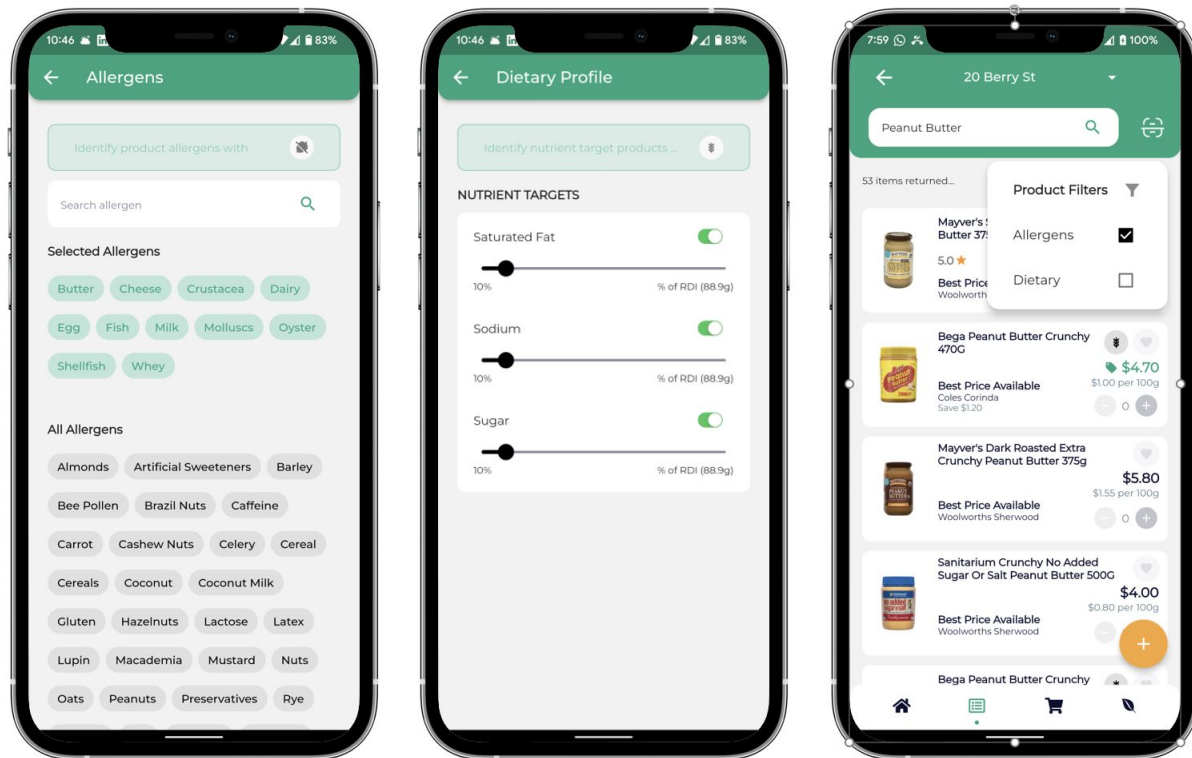 10:46
83%
Allergens
Identify product allergens with
Search allergen
Selected Allergens
Butter Cheese Crustacea Dairy
Egg Fish Milk Molluscs Oyster
Shellfish Whey
All Allergens
Almonds Artificial Sweeteners Barley
Bee Pollen Brazil Nuts Caffeine
Carrot Cashew Nuts Celery Cereal
Cereals Coconut Coconut Milk
Gluten Hazelnuts Lactose Latex
Lupin Macademia Mustard Nuts
Oats Peanuts Preservatives Rye
10:46
83%
Dietary Profile
Identify nutrient target products ...
NUTRIENT TARGETS
Saturated Fat
10% % of RDI (88.9g)
Sodium
10% % of RDI (88.9g)
Sugar
10% % of RDI (88.9g)
7:59
100%
20 Berry St
Peanut Butter
53 items returned...
Product Filters
Allergens
Dietary
Mayver's
Butter 37
5.0
Best Price
Woolworth
Bega Peanut Butter Crunchy
470G
$4.70
Best Price Available
$1.00 per 100g
Coles Corinda
Save $1.20
0
Mayver's Dark Roasted Extra
Crunchy Peanut Butter 375g
$5.80
$1.55 per 100g
Best Price Available
Woolworths Sherwood
0
Sanitarium Crunchy No Added
Sugar Or Salt Peanut Butter 500G
$4.00
$0.80 per 100g
Best Price Available
Woolworths Sherwood
Bega Peanut Butter Crunchy